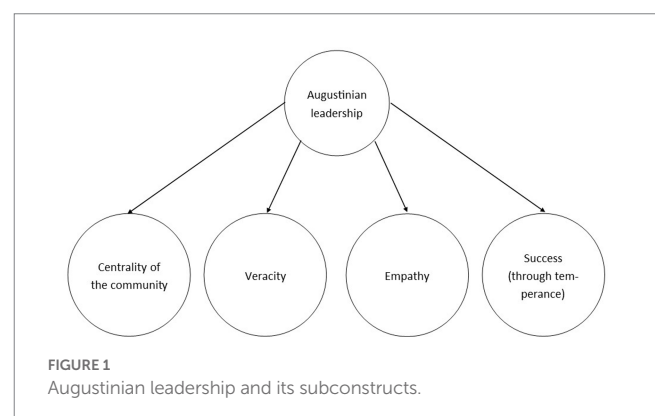 Augustinian
leadership
Centrality of
the community
Veracity
Empathy
Success
(through tem-
perance)
FIGURE 1
Augustinian leadership and its subconstructs.